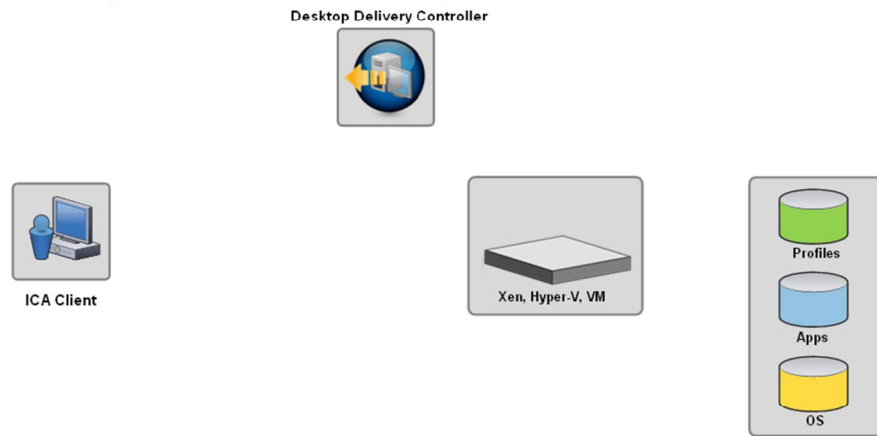 Desktop Delivery Controller
ICA Client
Xen, Hyper-V, VM
Profiles
Apps
OS